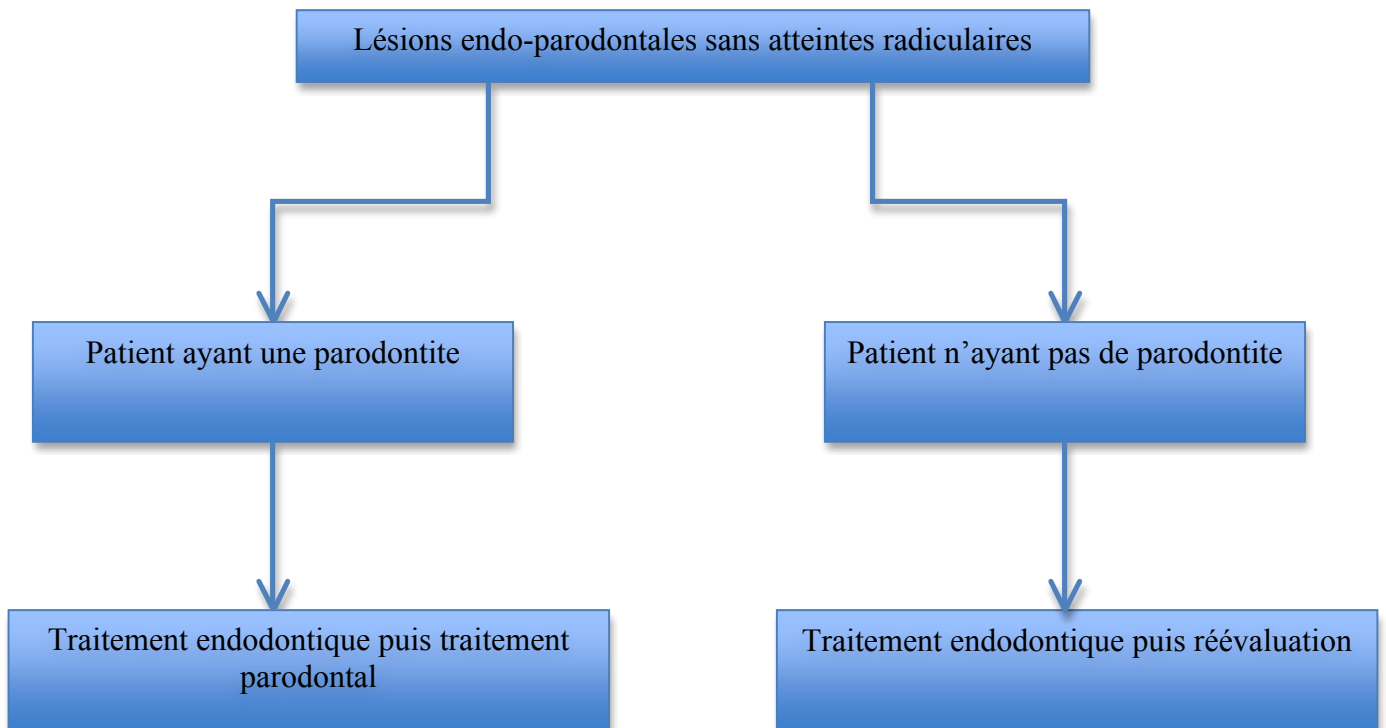 Lésions endo-parodontales sans atteintes radiculaires
Patient ayant une parodontite
Patient n’ayant pas de parodontite
Traitement endodontique puis traitement
parodontal
Traitement endodontique puis réévaluation